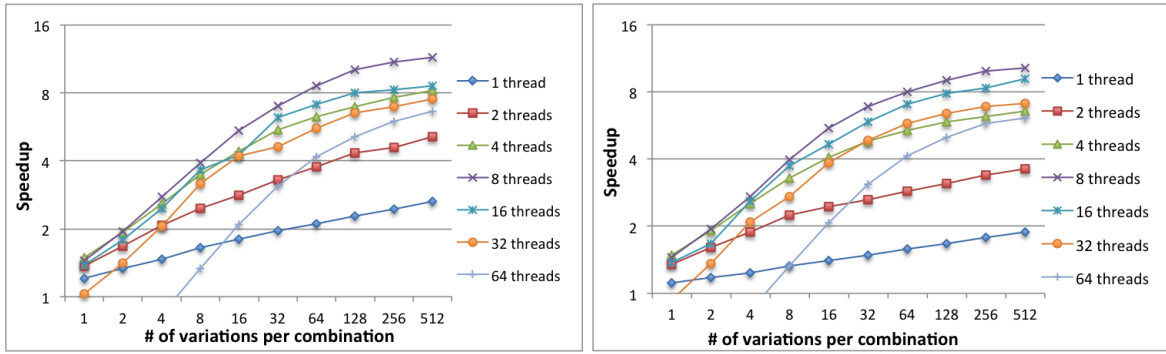 16
8
4
2
1
Speedup
1 2 4 8 16 32 64 128 256 512
# of variations per combination
1 thread
2 threads
4 threads
8 threads
16 threads
32 threads
64 threads
16
8
4
2
1
Speedup
1 2 4 8 16 32 64 128 256 512
# of variations per combination
1 thread
2 threads
4 threads
8 threads
16 threads
32 threads
64 threads